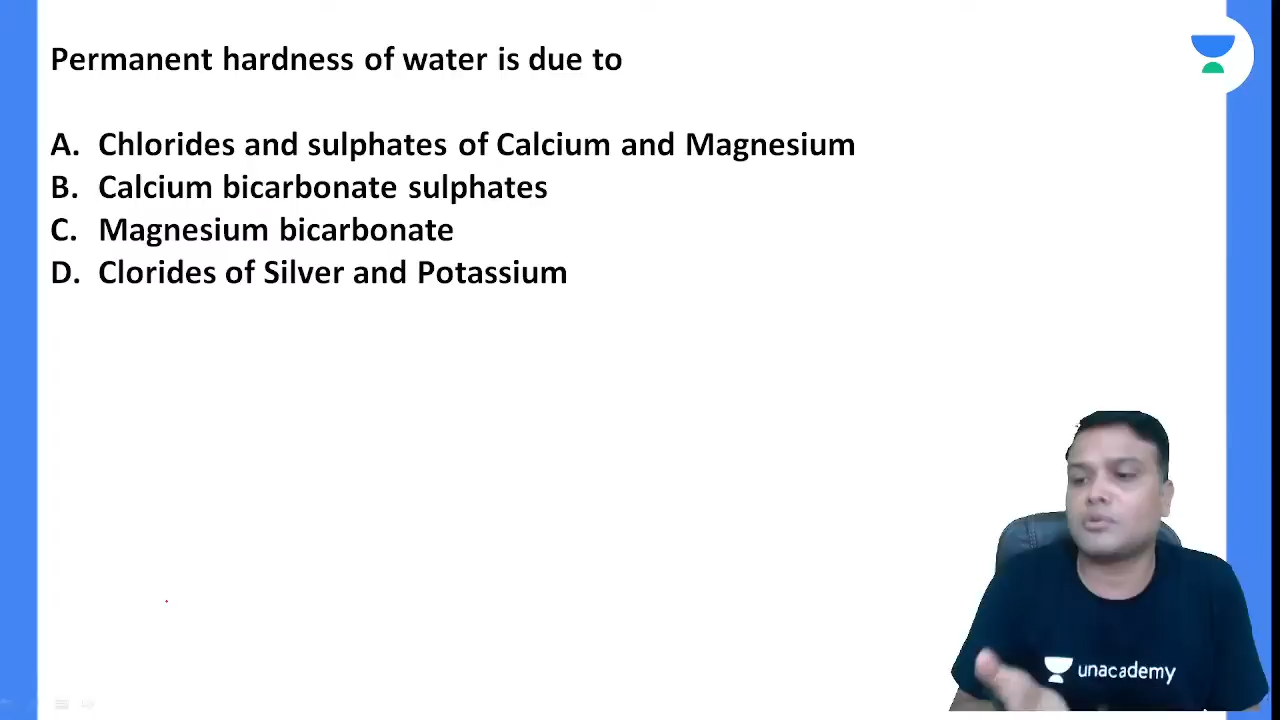 Permanent hardness of water is due to
A. Chlorides and sulphates of Calcium and Magnesium
B. Calcium bicarbonate sulphates
C. Magnesium bicarbonate
D. Clorides of Silver and Potassium
unacademy